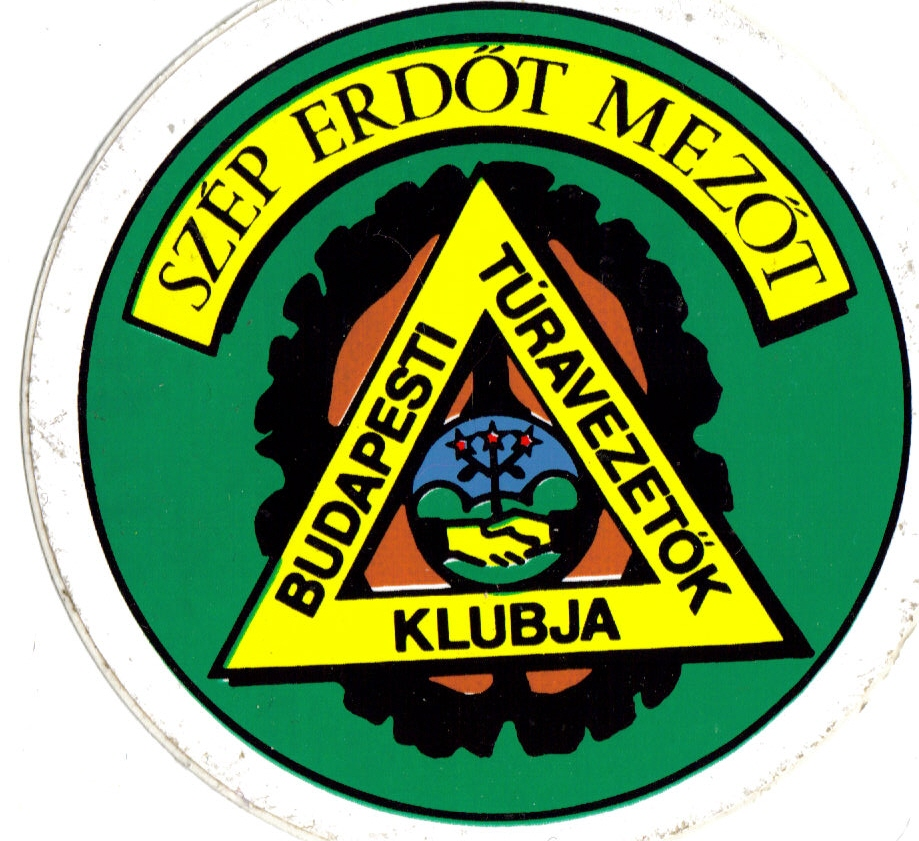 SZÉP ERDŐT MEZŐT
BUDAPESTI
TÚRAVEZETŐK
KLUBJA